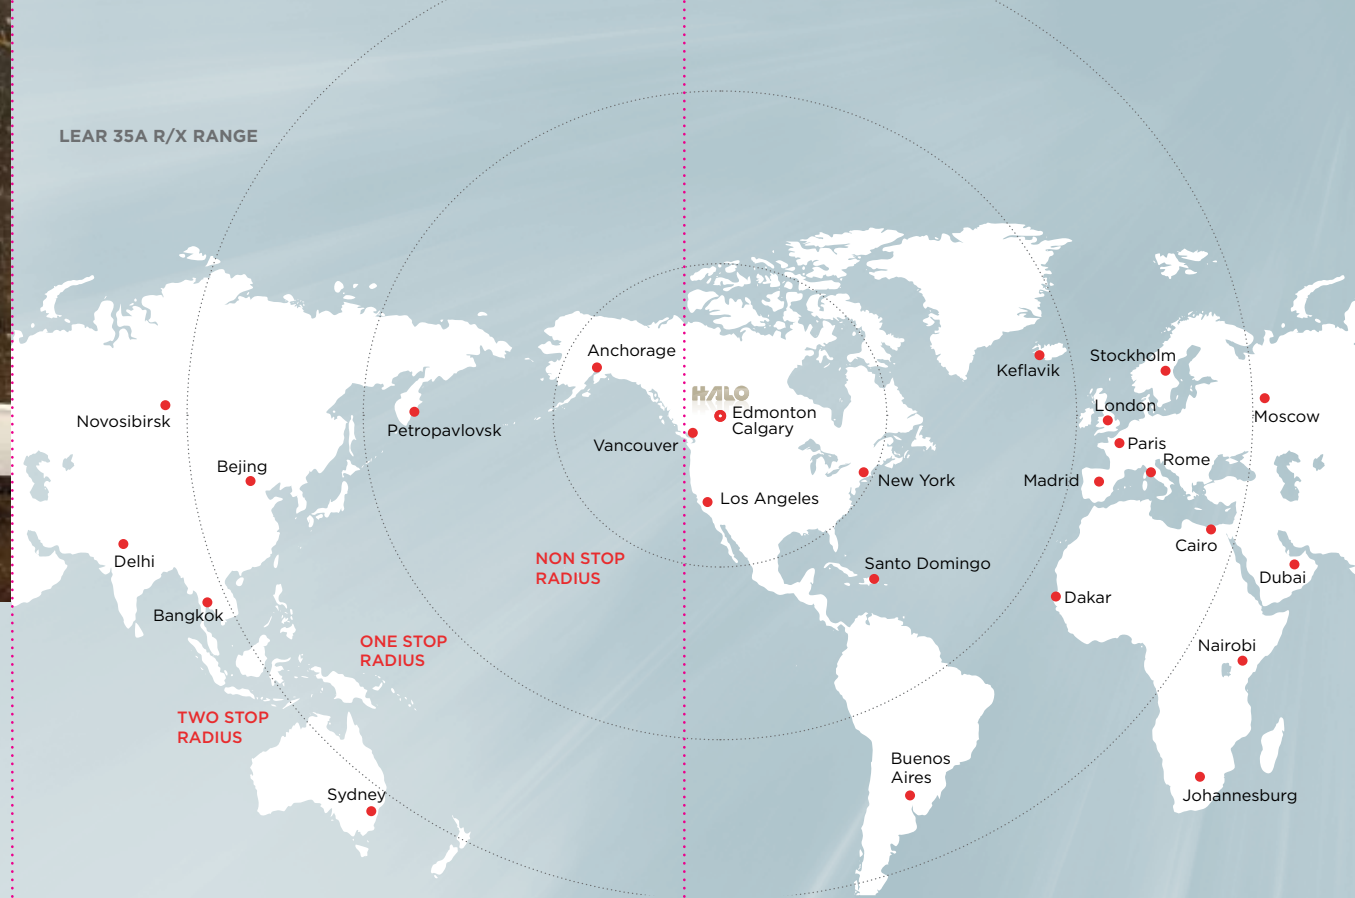 LEAR 35A R/X RANGE
Anchorage
Keflavik
Stockholm
HALO
Novosibirsk
Petropavlovsk
Edmonton
Calgary
London
Moscow
Vancouver
Paris
Rome
Bejing
New York
Madrid
Los Angeles
Cairo
Delhi
NON STOP
RADIUS
Santo Domingo
Dubai
Bangkok
Dakar
ONE STOP
RADIUS
Nairobi
TWO STOP
RADIUS
Buenos
Aires
Sydney
Johannesburg